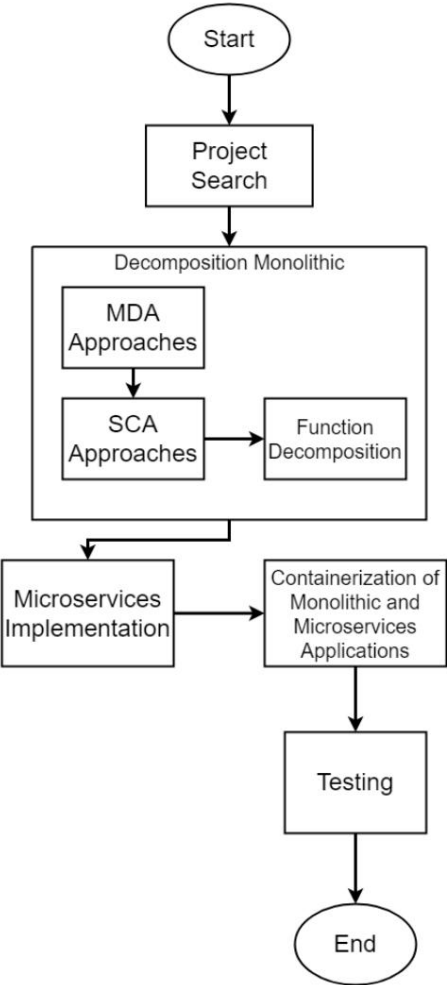 Start
Project
Search
Decomposition Monolithic
MDA
Approaches
SCA
Approaches
Function
Decomposition
Microservices
Implementation
Containerization of
Monolithic and
Microservices
Applications
Testing
End